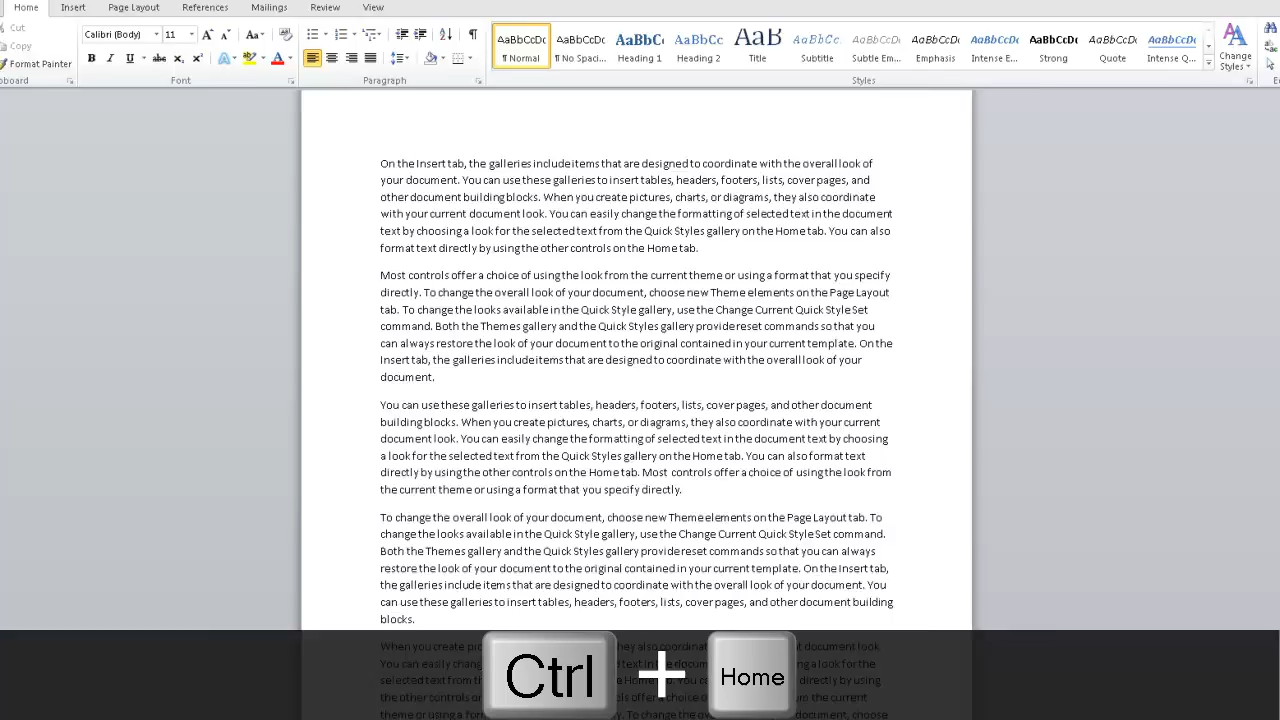 Home Insert Page Layout References Mailings Review View
Cut
Copy
Format Painter
Calibri (Body) 11
Font
Paragraph
AaBbCcDc AaBbCcDc AaBbC AaBbCc AaB AaBbCc. AaBbCcDc AaBbCcDc AaBbCcDc AaBbCcDc AaBbCcDc AaBbCcDc
¶ Normal ¶ No Spaci... Heading 1 Heading 2 Title Subtitle Subtle Em... Emphasis Intense E... Strong Quote Intense Q...
Change
Styles
Styles
On the Insert tab, the galleries include items that are designed to coordinate with the overall look of
your document. You can use these galleries to insert tables, headers, footers, lists, cover pages, and
other document building blocks. When you create pictures, charts, or diagrams, they also coordinate
with your current document look. You can easily change the formatting of selected text in the document
text by choosing a look for the selected text from the Quick Styles gallery on the Home tab. You can also
format text directly by using the other controls on the Home tab.
Most controls offer a choice of using the look from the current theme or using a format that you specify
directly. To change the overall look of your document, choose new Theme elements on the Page Layout
tab. To change the looks available in the Quick Style gallery, use the Change Current Quick Style Set
command. Both the Themes gallery and the Quick Styles gallery provide reset commands so that you
can always restore the look of your document to the original contained in your current template. On the
Insert tab, the galleries include items that are designed to coordinate with the overall look of your
document.
You can use these galleries to insert tables, headers, footers, lists, cover pages, and other document
building blocks. When you create pictures, charts, or diagrams, they also coordinate with your current
document look. You can easily change the formatting of selected text in the document text by choosing
a look for the selected text from the Quick Styles gallery on the Home tab. You can also format text
directly by using the other controls on the Home tab. Most controls offer a choice of using the look from
the current theme or using a format that you specify directly.
To change the overall look of your document, choose new Theme elements on the Page Layout tab. To
change the looks available in the Quick Style gallery, use the Change Current Quick Style Set command.
Both the Themes gallery and the Quick Styles gallery provide reset commands so that you can always
restore the look of your document to the original contained in your current template. On the Insert tab,
the galleries include items that are designed to coordinate with the overall look of your document. You
can use these galleries to insert tables, headers, footers, lists, cover pages, and other document building
blocks.
Ctrl + Home